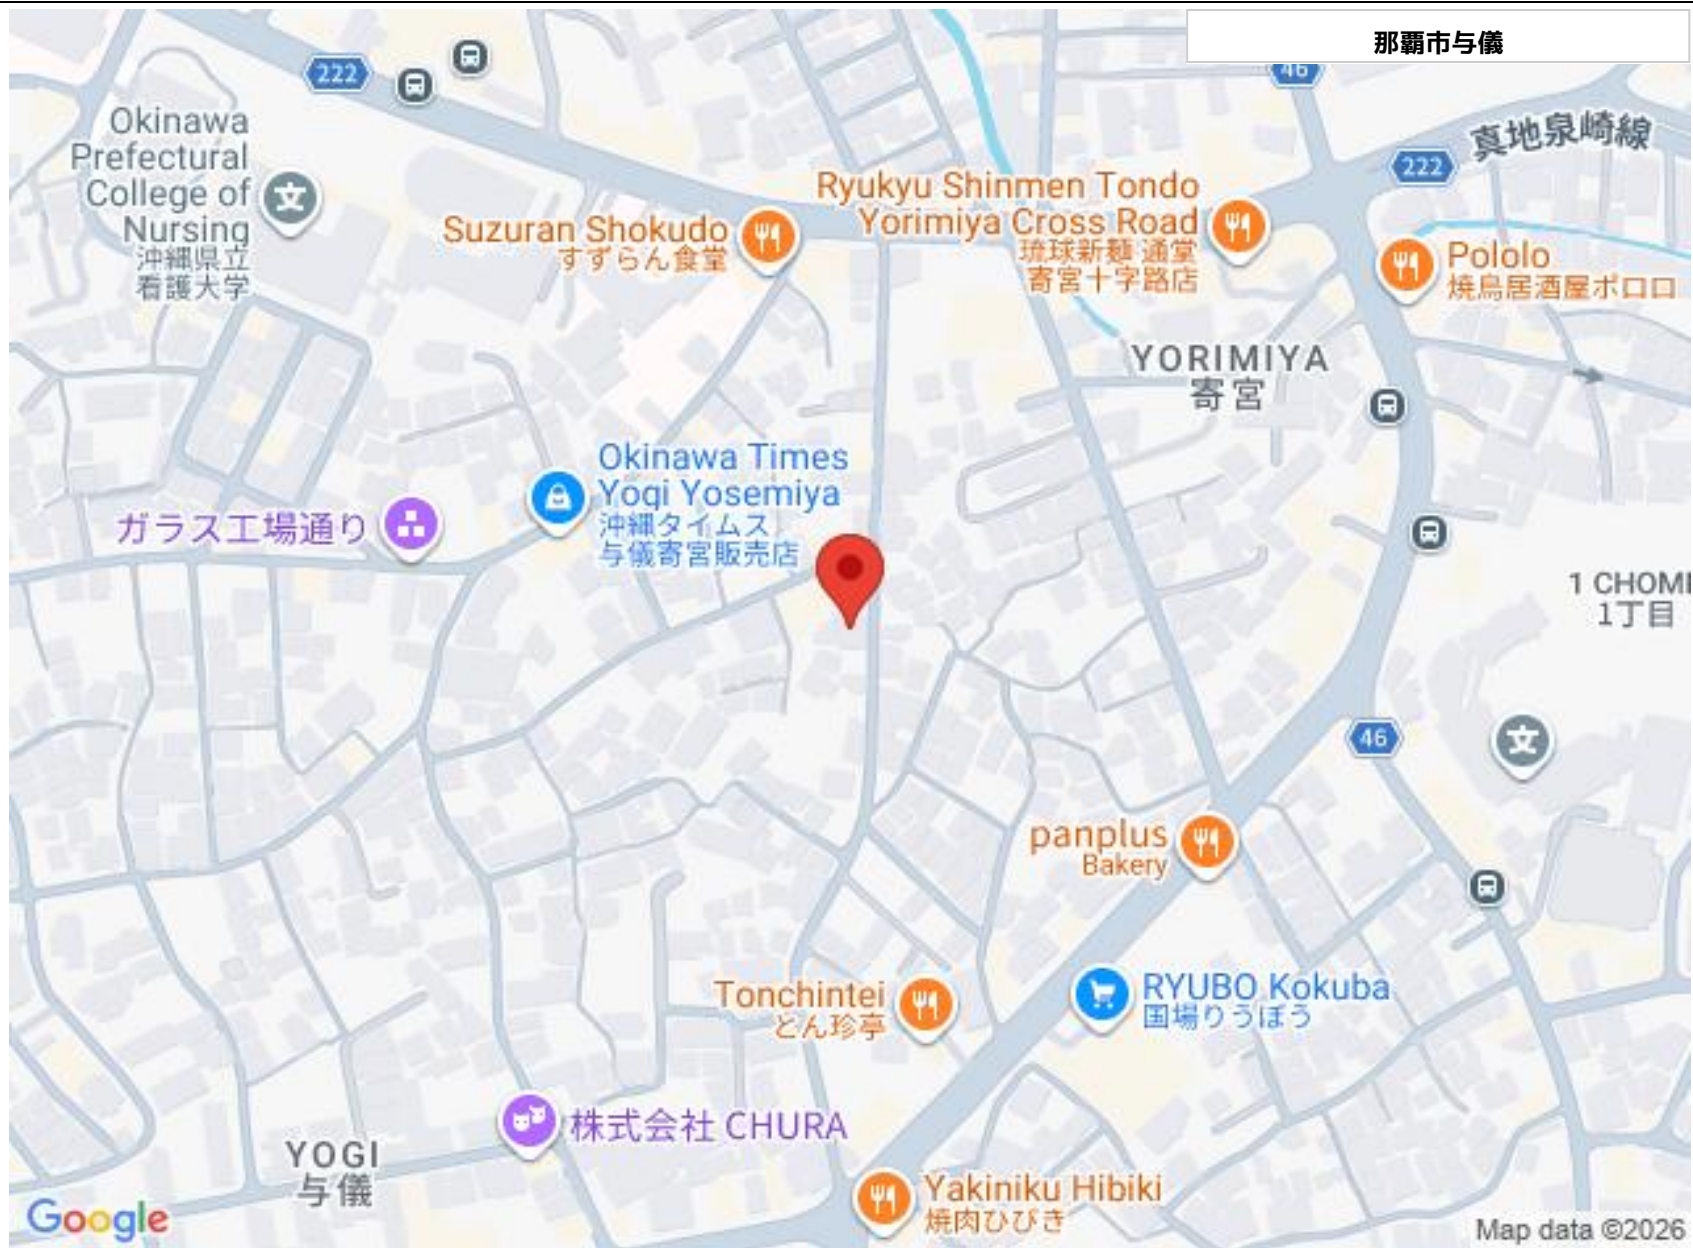 那覇市与儀
222
46
Okinawa
Prefectural
College of
Nursing
沖縄県立
看護大学
真地泉崎線
222
Ryukyu Shinmen Tondo
Yorimiya Cross Road
琉球新麺 通堂
寄宮十字路店
Suzuran Shokudo
すずらん食堂
Pololo
焼鳥居酒屋ポロロ
YORIMIYA
寄宮
Okinawa Times
Yogi Yosemiya
沖縄タイムス
与儀寄宮販売店
ガラス工場通り
1 CHOME
1丁目
46
panplus
Bakery
Tonchintei
とん珍亭
RYUBO Kokuba
国場りうぼう
株式会社 CHURA
YOGI
与儀
Yakiniku Hibiki
焼肉ひびき
Google
Map data ©2026